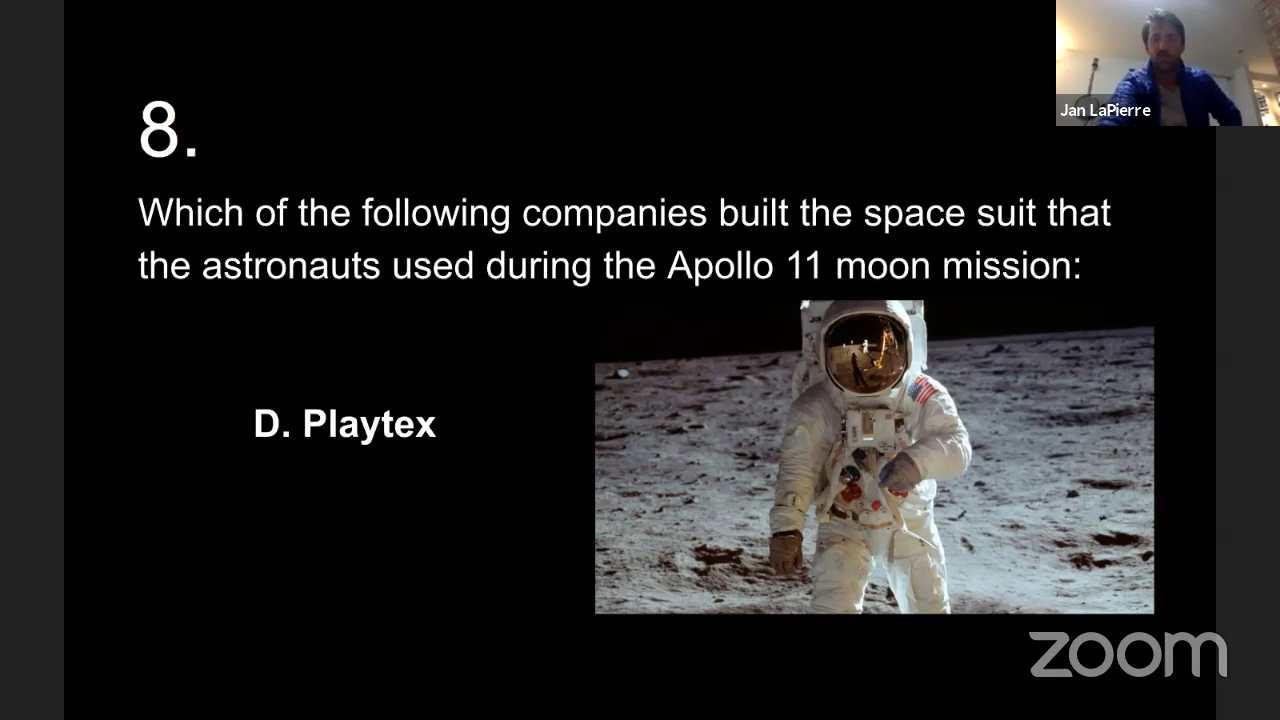 Jan LaPierre
8.
Which of the following companies built the space suit that
the astronauts used during the Apollo 11 moon mission:
D. Playtex
zoom